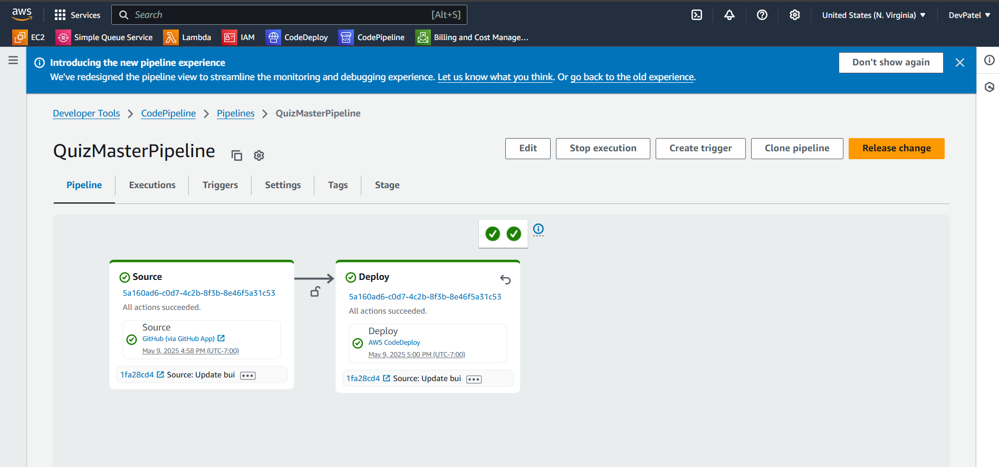 aws
Services
Search
[Alt+S]
United States (N. Virginia)
DevPatel
EC2
Simple Queue Service
Lambda
IAM
CodeDeploy
CodePipeline
Billing and Cost Manage...
Introducing the new pipeline experience
We've redesigned the pipeline view to streamline the monitoring and debugging experience. Let us know what you think. Or go back to the old experience.
Don't show again
Developer Tools
CodePipeline
Pipelines
QuizMasterPipeline
QuizMasterPipeline
Edit
Stop execution
Create trigger
Clone pipeline
Release change
Pipeline
Executions
Triggers
Settings
Tags
Stage
Source
5a160ad6-c0d7-4c2b-8f3b-8e46f5a31c53
All actions succeeded.
Source
GitHub (via GitHub App)
May 9, 2025 4:58 PM (UTC-7:00)
1fa28cd4 Source: Update bui
Deploy
5a160ad6-c0d7-4c2b-8f3b-8e46f5a31c53
All actions succeeded.
Deploy
AWS CodeDeploy
May 9, 2025 5:00 PM (UTC-7:00)
1fa28cd4 Source: Update bui